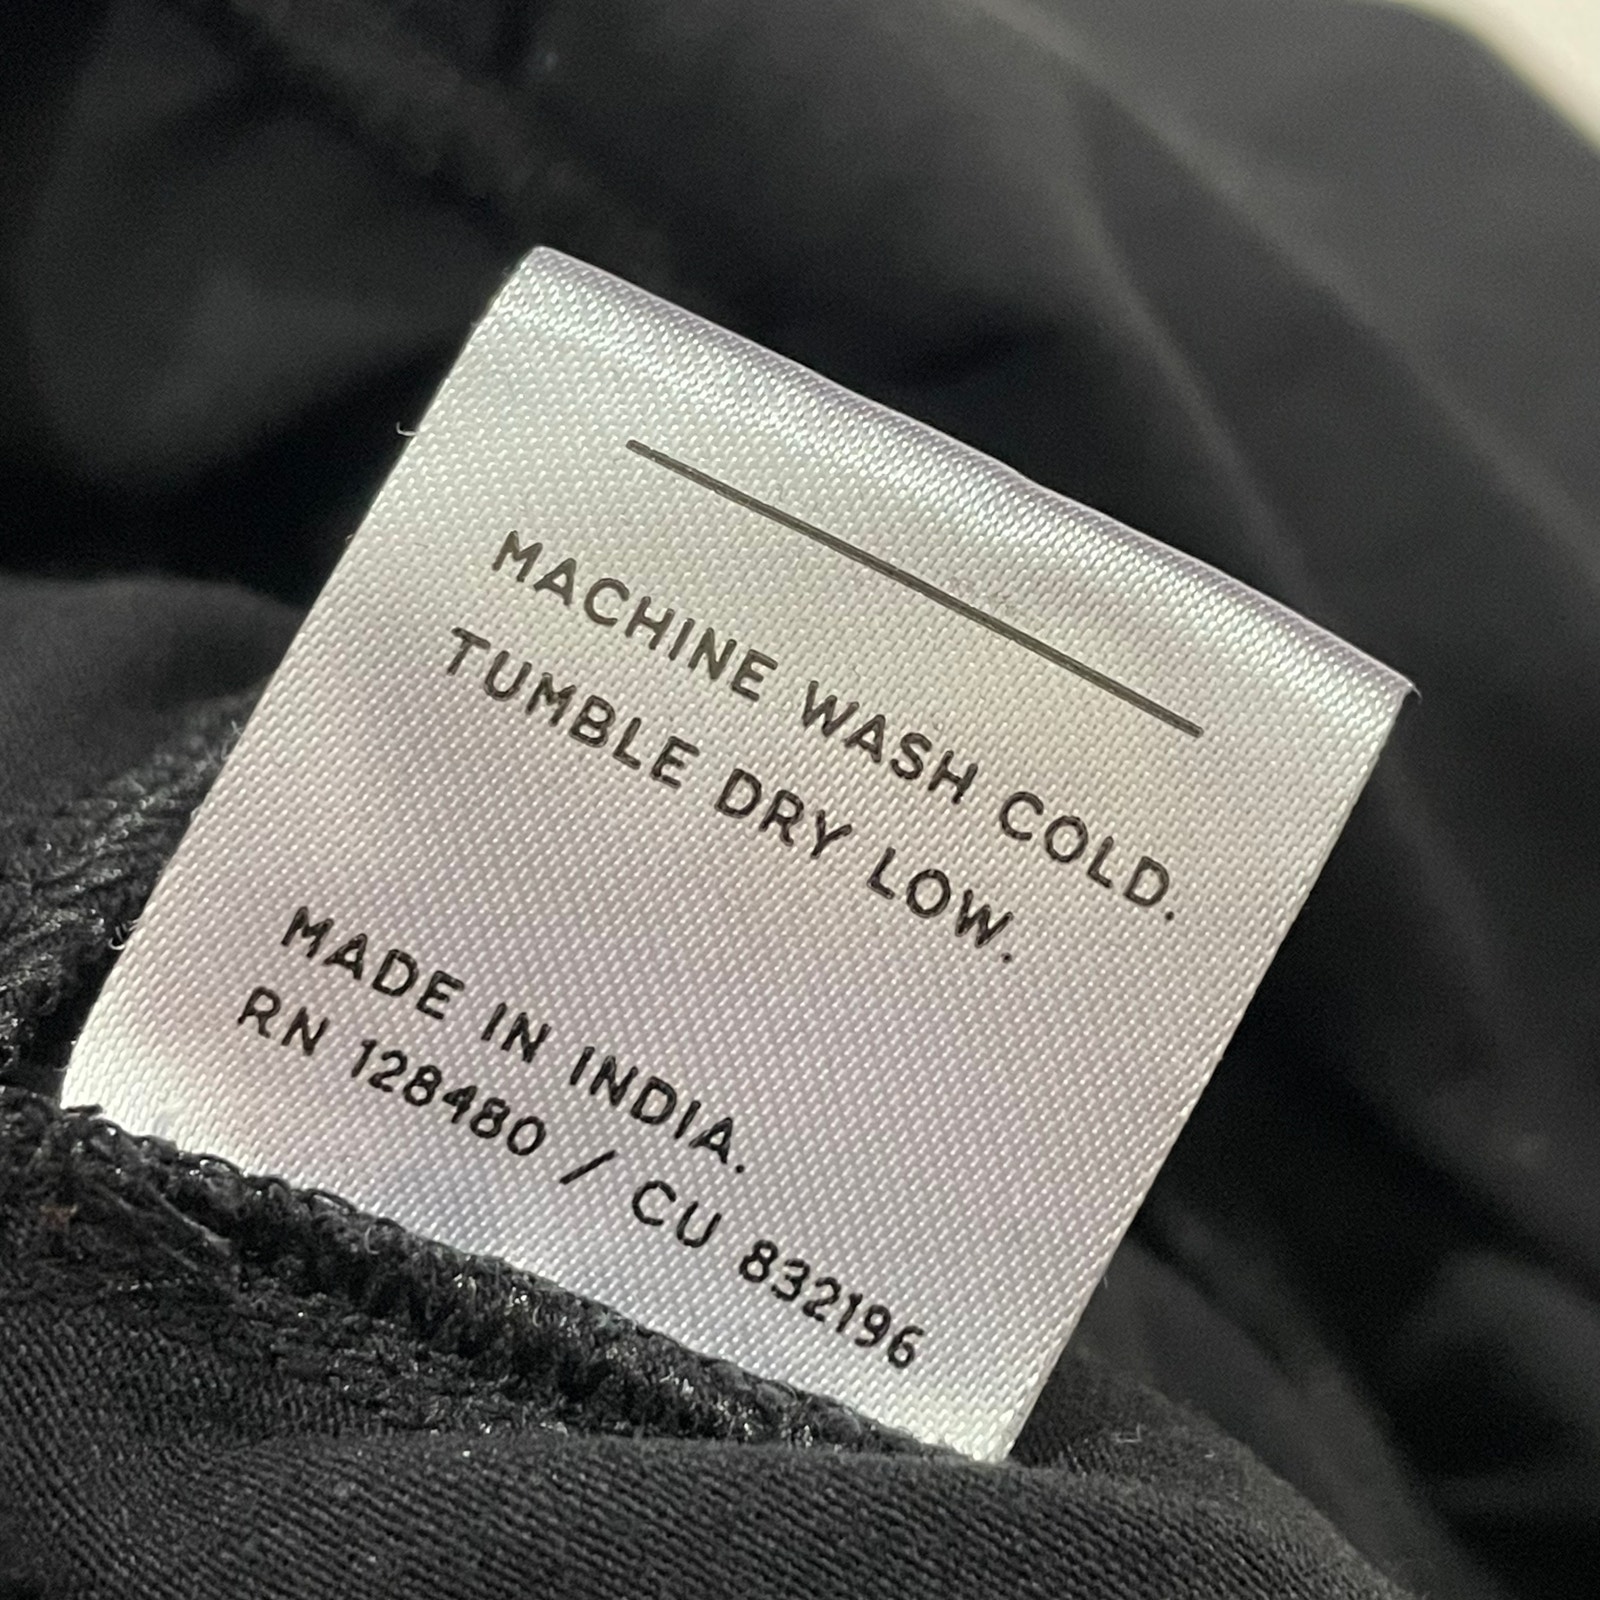 MACHINE WASH COLD.
TUMBLE DRY LOW.
MADE IN INDIA.
RN 128480 / CU 832196